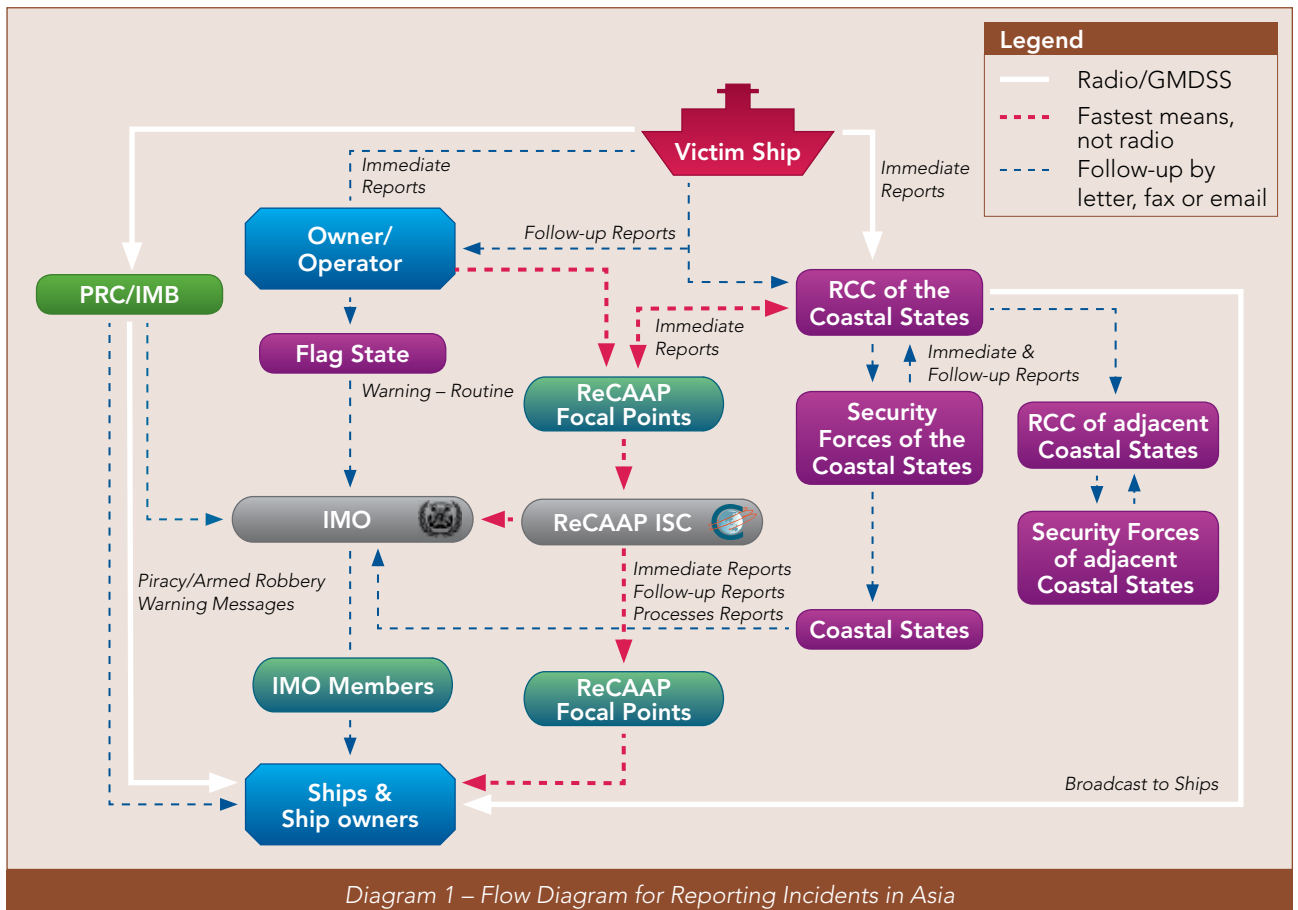 Legend
Radio/GMDSS
Fastest means,
not radio
Follow-up by
letter, fax or email
Victim Ship
Immediate
Reports
Immediate
Reports
Owner/
Operator
Follow-up Reports
PRC/IMB
RCC of the
Coastal States
Immediate
Reports
Flag State
Immediate &
Follow-up Reports
Warning – Routine
ReCAAP
Focal Points
Security
Forces of the
Coastal States
RCC of adjacent
Coastal States
IMO
ReCAAP ISC
Security Forces
of adjacent
Coastal States
Piracy/Armed Robbery
Warning Messages
Immediate Reports
Follow-up Reports
Processes Reports
Coastal States
IMO Members
ReCAAP
Focal Points
Ships &
Ship owners
Broadcast to Ships
Diagram 1 – Flow Diagram for Reporting Incidents in Asia